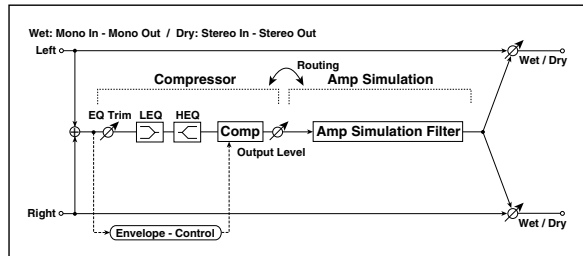 Wet: Mono In - Mono Out / Dry: Stereo In - Stereo Out
Left
Wet / Dry
Routing
Compressor
Amp Simulation
EQ Trim
LEQ
HEQ
Comp
Output Level
Amp Simulation Filter
Right
Wet / Dry
Envelope - Control